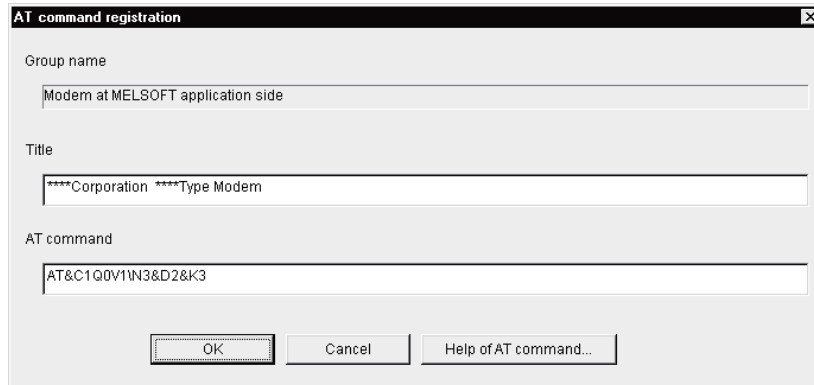 AT command registration
Group name
Modem at MELSOFT application side
Title
****Corporation ****Type Modem
AT command
AT&C1Q0V1\N3&D2&K3
OK Cancel Help of AT command...